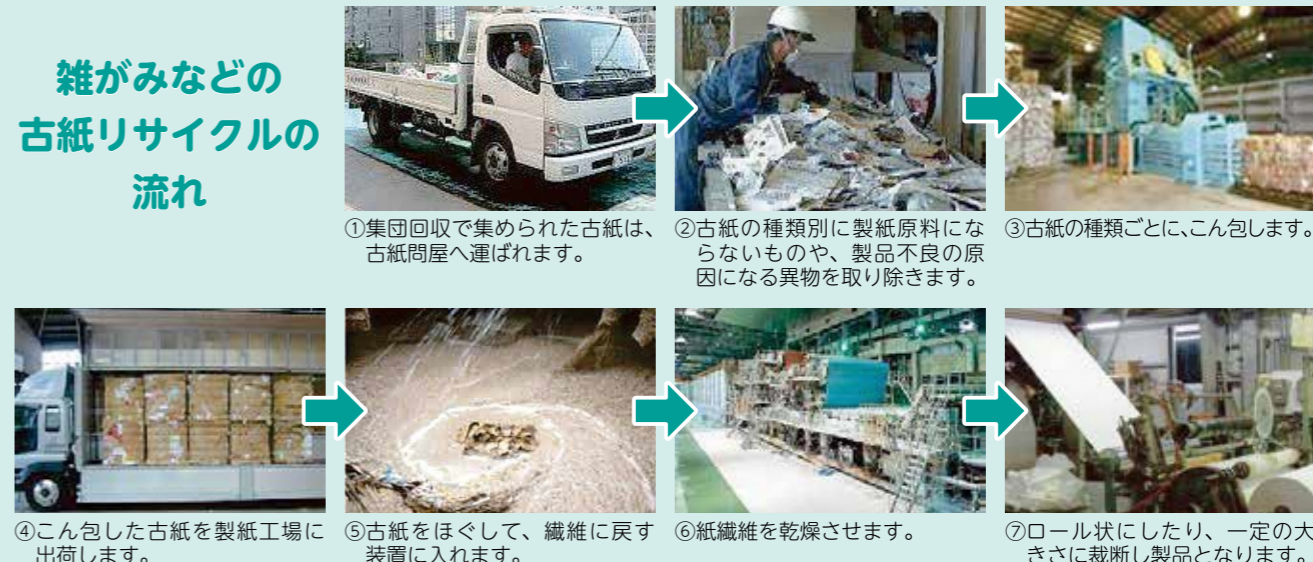 雑がみなどの
古紙リサイクルの
流れ
①集団回収で集められた古紙は、
古紙問屋へ運ばれます。
②古紙の種類別に製紙原料にな
らないものや、製品不良の原
因になる異物を取り除きます。
③古紙の種類ごとに、こん包します。
④こん包した古紙を製紙工場に
出荷します。
⑤古紙をほぐして、繊維に戻す
装置に入れます。
⑥紙繊維を乾燥させます。
⑦ロール状にしたり、一定の大
きさに裁断し製品となります。